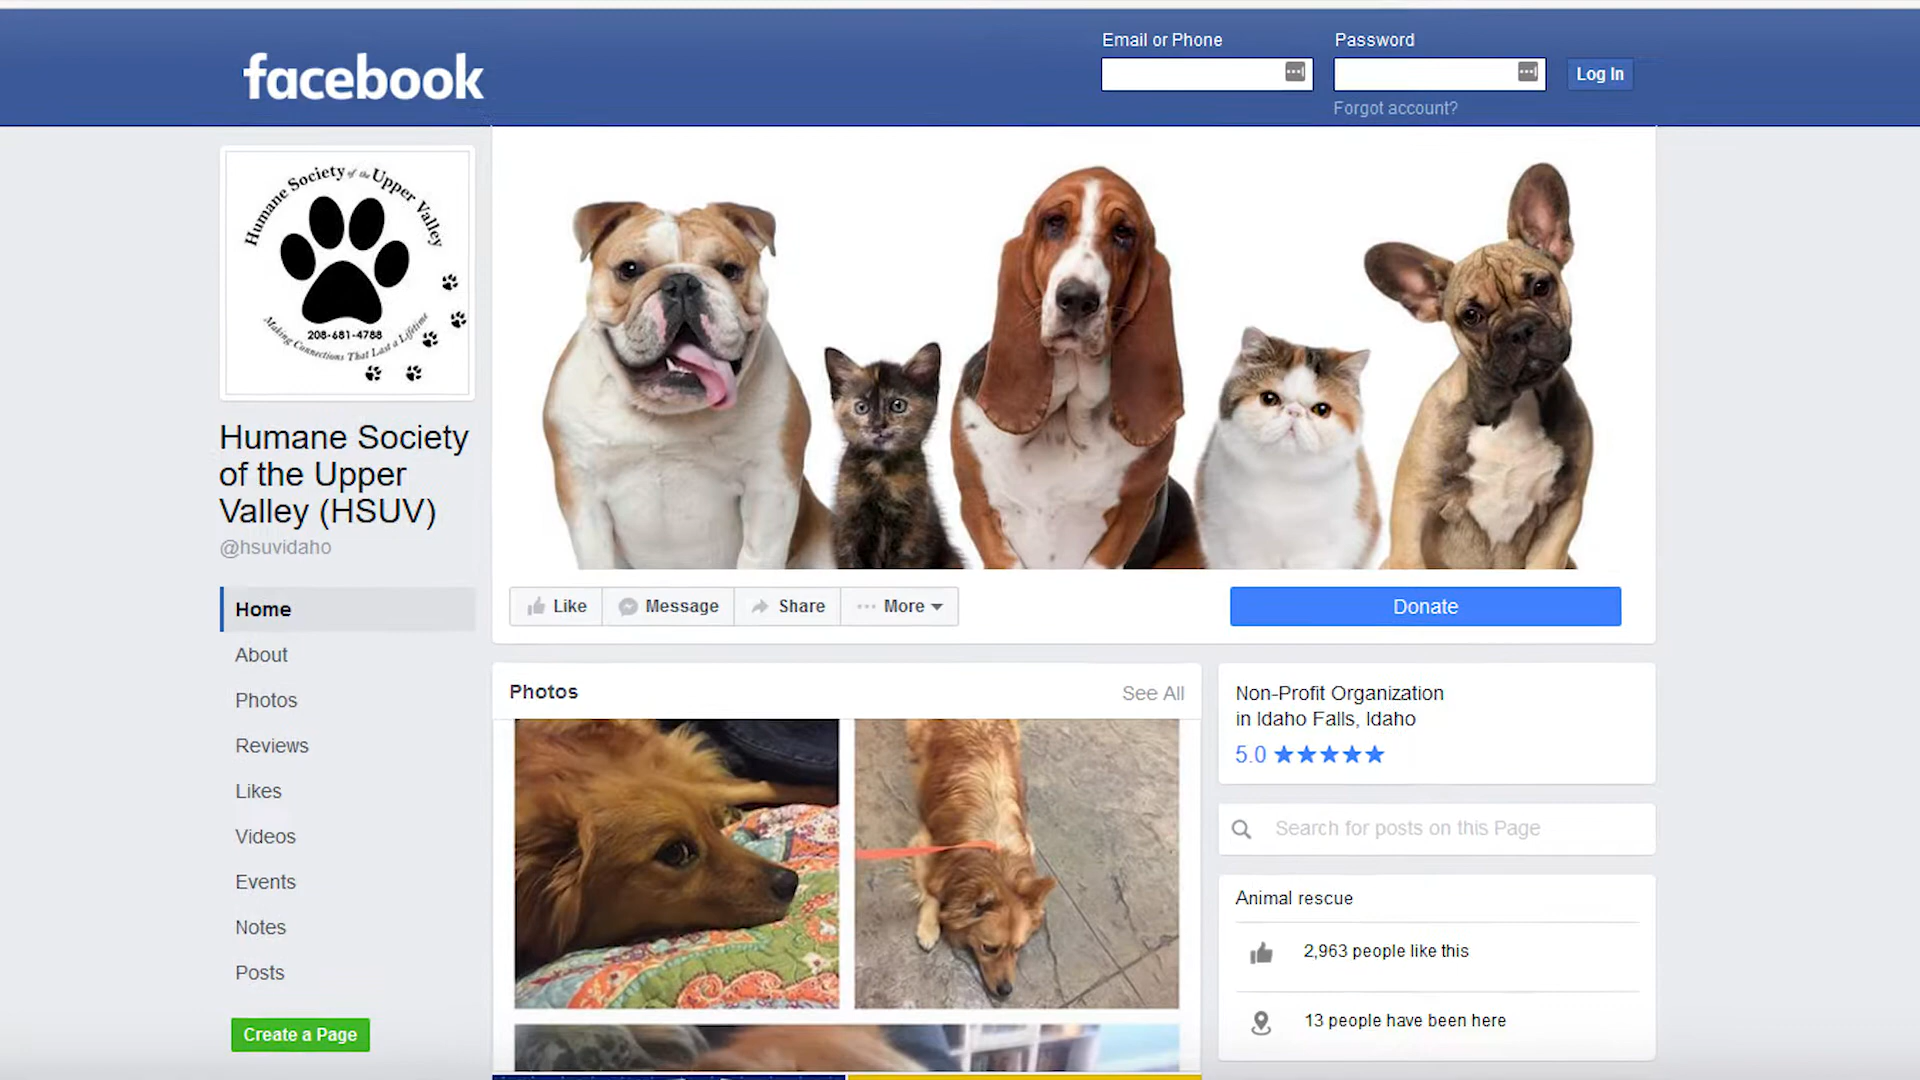 facebook
Email or Phone
Password
Log In
Forgot account?
Humane Society of the Upper Valley
208-681-4788
Making Connections That Last a Lifetime
Humane Society
of the Upper
Valley (HSUV)
@hsuvidaho
Home
About
Photos
Reviews
Likes
Videos
Events
Notes
Posts
Create a Page
Like
Message
Share
More
Donate
Photos
See All
Non-Profit Organization
in Idaho Falls, Idaho
5.0
Search for posts on this Page
Animal rescue
2,963 people like this
13 people have been here